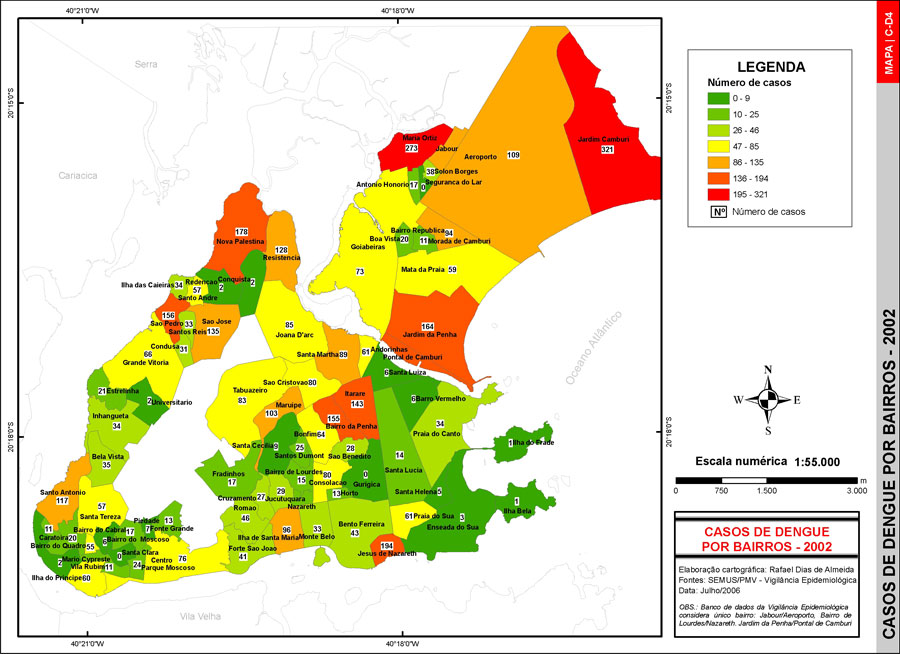 40°21'0"S
40°18'0"S
20°15'0"S
20°18'0"S
Serra
Cariacica
Vila Velha
Oceano Atlântico
Maria Ortiz
273
Jabour
Aeroporto
109
Jardim Camburi
321
38
Solon Borges
Antonio Honorio
17
0
Seguranca do Lar
178
Nova Palestina
128
Resistencia
Bairro Republica
94
Boa Vista
20
11
Morada de Camburi
Goiabeiras
73
Mata da Praia
59
Ilha das Caieiras
34
Redencao
57
Conquista
2
2
Santo Andre
156
Sao Pedro
33
Santos Reis
Sao Jose
135
Condusa
31
66
Grande Vitoria
85
Joana D'arc
164
Jardim da Penha
Santa Martha
89
61
Andorinhas
Pontal de Camburi
6
Santa Luiza
21
Estrelinha
2
Universitario
Inhangueta
34
Tabuazeiro
83
Sao Cristovao
80
Maruipe
103
Itarare
143
155
Bairro da Penha
6
Barro Vermelho
34
Praia do Canto
Bonfim
64
Santa Cecilia
9
25
Santos Dumont
28
Sao Benedito
1
Ilha do Frade
Bela Vista
35
Fradinhos
17
Bairro de Lourdes
15
80
Consolacao
0
Gurigica
14
Santa Lucia
Santo Antonio
117
Cruzamento
27
29
Jucutuquara
Nazareth
13
Horto
Santa Helena
5
1
Ilha Bela
57
Santa Tereza
Romao
46
61
Praia do Sua
3
Enseada do Sua
11
Caratoira
20
Bairro do Cabral
17
Piedade
7
13
Fonte Grande
6
Bairro do Moscoso
Bairro do Quadro
55
96
Ilha de Santa Maria
33
Monte Belo
Bento Ferreira
43
194
Jesus de Nazareth
0
Santa Clara
2
Mario Cypreste
Vila Rubim
11
24
Centro
76
Parque Moscoso
Forte Sao Joao
41
Ilha do Principe
60
40°21'0"S
40°18'0"S
20°15'0"S
20°18'0"S
LEGENDA
Número de casos
0 - 9
10 - 25
26 - 46
47 - 85
86 - 135
136 - 194
195 - 321
Nº Número de casos
N
W E
S
Escala numérica 1:55.000
m
0 750 1.500 3.000
CASOS DE DENGUE
POR BAIRROS - 2002
Elaboração cartográfica: Rafael Dias de Almeida
Fontes: SEMUS/PMV - Vigilância Epidemiológica
Data: Julho/2006
OBS.: Banco de dados da Vigilância Epidemiológica
considera único bairro: Jabour/Aeroporto, Bairro de
Lourdes/Nazareth. Jardim da Penha/Pontal de Camburi
MAPA | C-D4
CASOS DE DENGUE POR BAIRROS - 2002